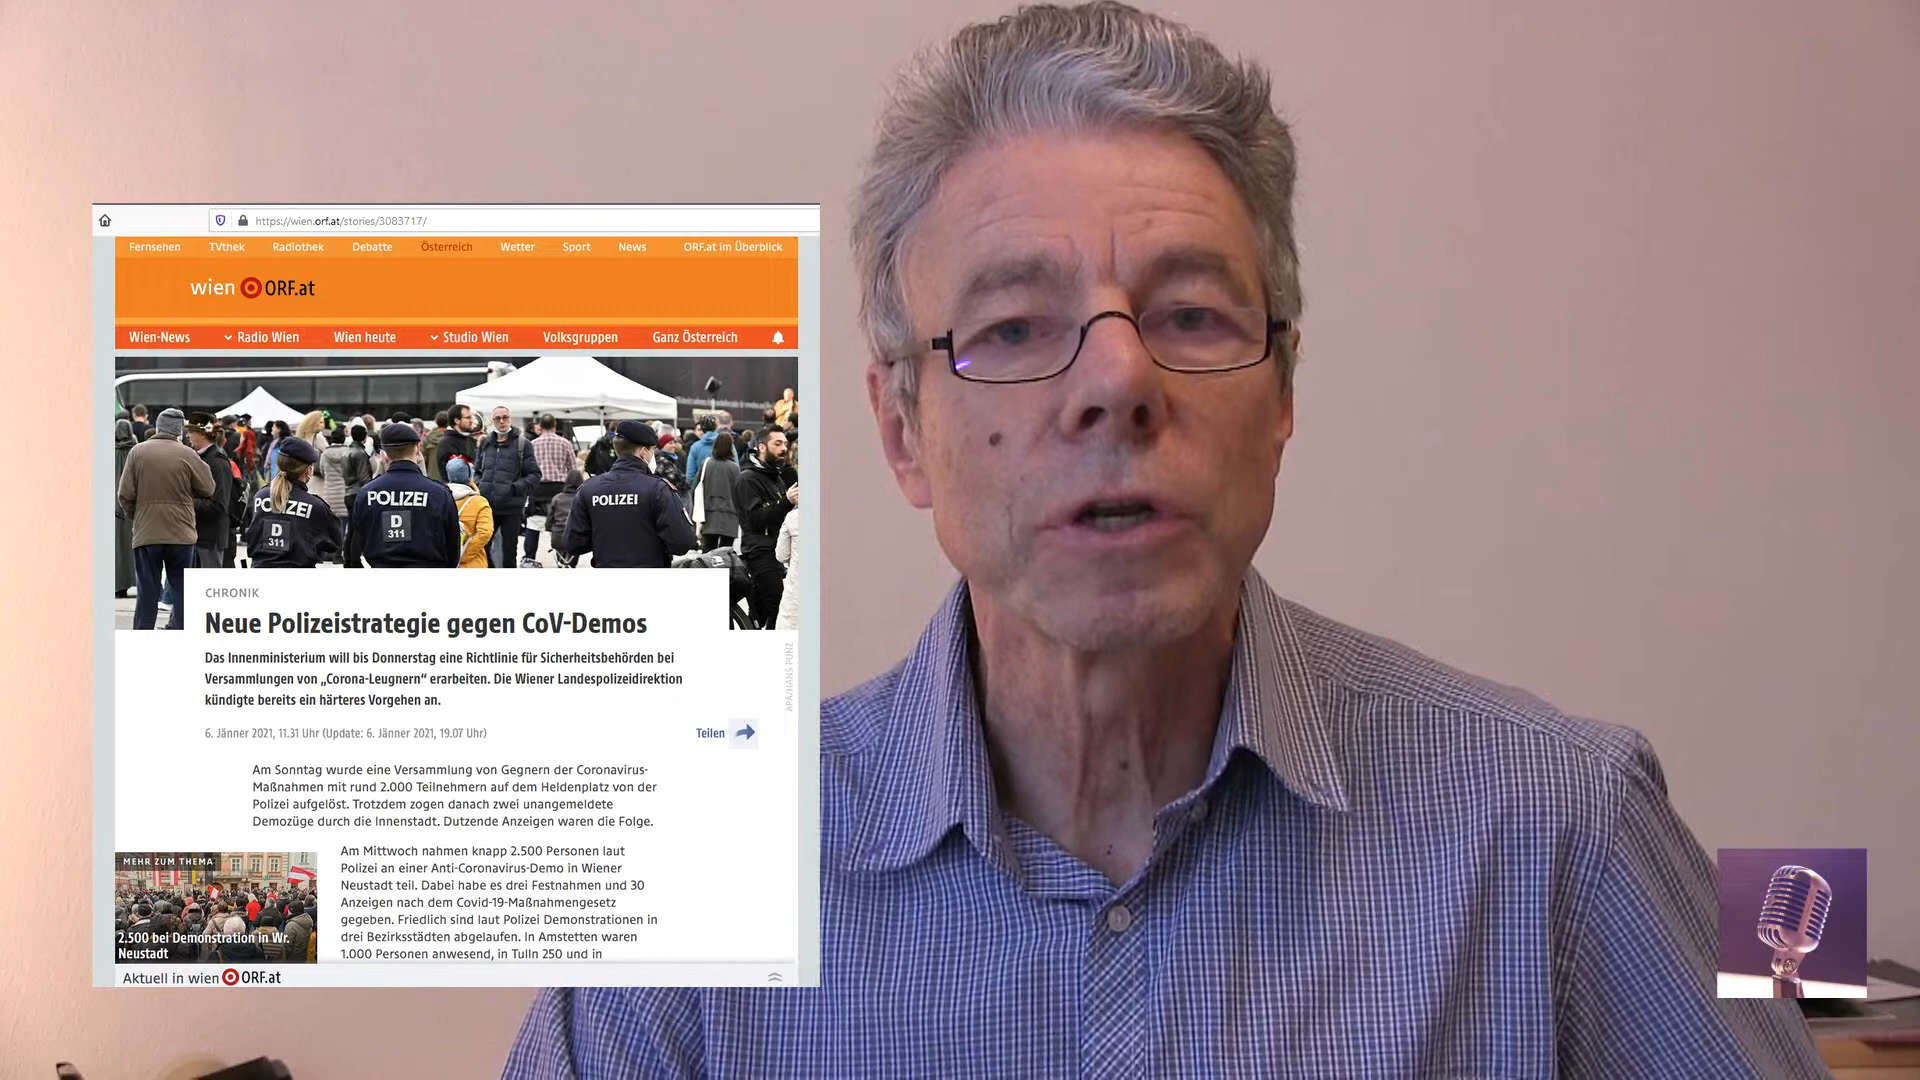 https://wien.orf.at/stories/3083717/
Fernsehen TVthek Radiothek Debatte Österreich Wetter Sport News ORF.at im Überblick
wien ORF.at
Wien-News Radio Wien Wien heute Studio Wien Volksgruppen Ganz Österreich
POLIZEI
D
311
POLIZEI
D
311
POLIZEI
CHRONIK
Neue Polizeistrategie gegen CoV-Demos
Das Innenministerium will bis Donnerstag eine Richtlinie für Sicherheitsbehörden bei
Versammlungen von „Corona-Leugnern“ erarbeiten. Die Wiener Landespolizeidirektion
kündigte bereits ein härteres Vorgehen an.
APA/HANS PUNZ
6. Jänner 2021, 11.31 Uhr (Update: 6. Jänner 2021, 19.07 Uhr)
Teilen
Am Sonntag wurde eine Versammlung von Gegnern der Coronavirus-
Maßnahmen mit rund 2.000 Teilnehmern auf dem Heldenplatz von der
Polizei aufgelöst. Trotzdem zogen danach zwei unangemeldete
Demozüge durch die Innenstadt. Dutzende Anzeigen waren die Folge.
MEHR ZUM THEMA
2.500 bei Demonstration in Wr.
Neustadt
Am Mittwoch nahmen knapp 2.500 Personen laut
Polizei an einer Anti-Coronavirus-Demo in Wiener
Neustadt teil. Dabei habe es drei Festnahmen und 30
Anzeigen nach dem Covid-19-Maßnahmengesetz
gegeben. Friedlich sind laut Polizei Demonstrationen in
drei Bezirksstädten abgelaufen. In Amstetten waren
1.000 Personen anwesend, in Tulln 250 und in
Aktuell in wien ORF.at